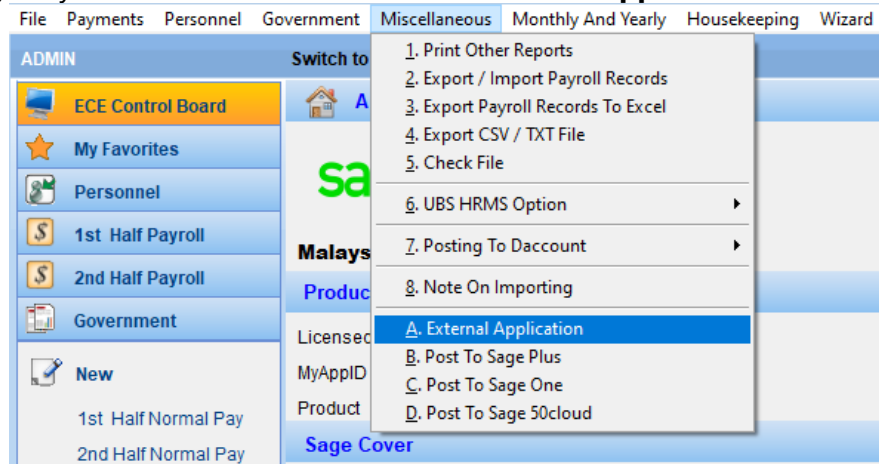 File Payments Personnel Government Miscellaneous Monthly And Yearly Housekeeping Wizard
ADMIN
Switch to
1. Print Other Reports
2. Export / Import Payroll Records
3. Export Payroll Records To Excel
4. Export CSV / TXT File
5. Check File
6. UBS HRMS Option
7. Posting To Daccount
8. Note On Importing
A. External Application
B. Post To Sage Plus
C. Post To Sage One
D. Post To Sage 50cloud
ECE Control Board
My Favorites
Personnel
1st Half Payroll
2nd Half Payroll
Government
New
1st Half Normal Pay
2nd Half Normal Pay
A
sa
Malays
Produc
Licensed
MyAppID
Product
Sage Cover